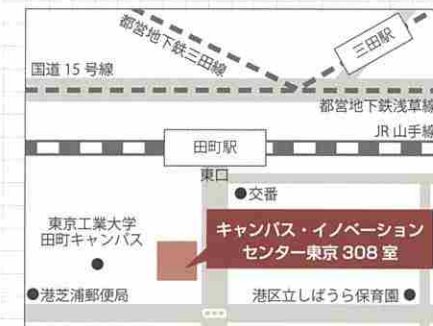 都営地下鉄三田線
三田駅
国道 15 号線
都営地下鉄浅草線
JR 山手線
田町駅
東口
交番
東京工業大学
田町キャンパス
キャンパス・イノベーション
センター東京 308 室
港芝浦郵便局
港区立しばうら保育園